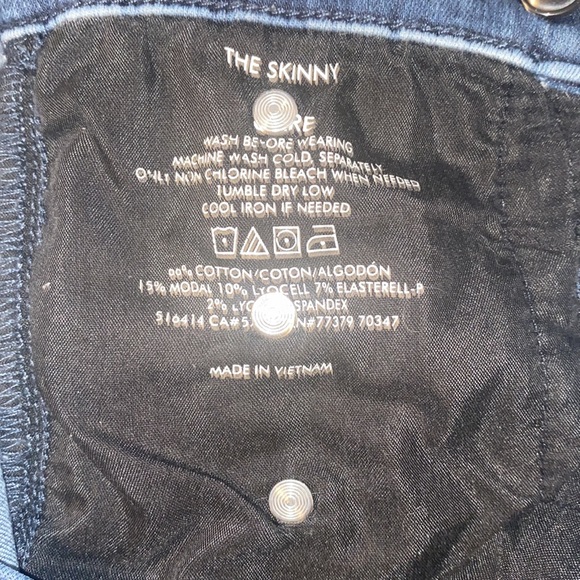 THE SKINNY
WASH BEFORE WEARING
MACHINE WASH COLD, SEPARATELY
ONLY NON CHLORINE BLEACH WHEN NEEDED
TUMBLE DRY LOW
COOL IRON IF NEEDED
COTTON/COTON/ALGODÓN
15% MODAL 10% LYOCELL 7% ELASTERELL-P
2% SPANDEX
516414 CA#5 N#77379 70347
MADE IN VIETNAM